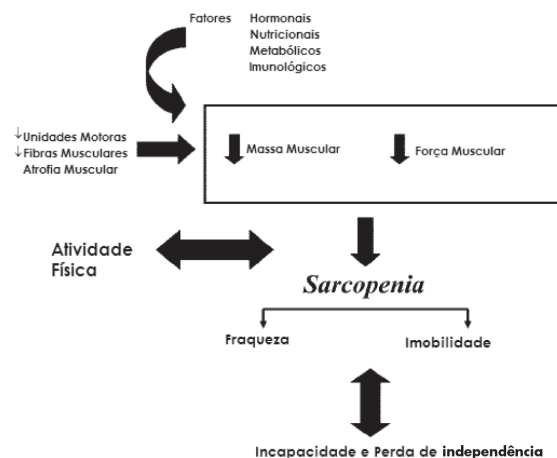 Fatores Hormonais
Nutricionais
Metabólicos
Imunológicos
↓Unidades Motoras
↓Fibras Musculares
Atrofia Muscular
Massa Muscular
Força Muscular
Atividade
Física
Sarcopenia
Fraqueza
Imobilidade
Incapacidade e Perda de independência